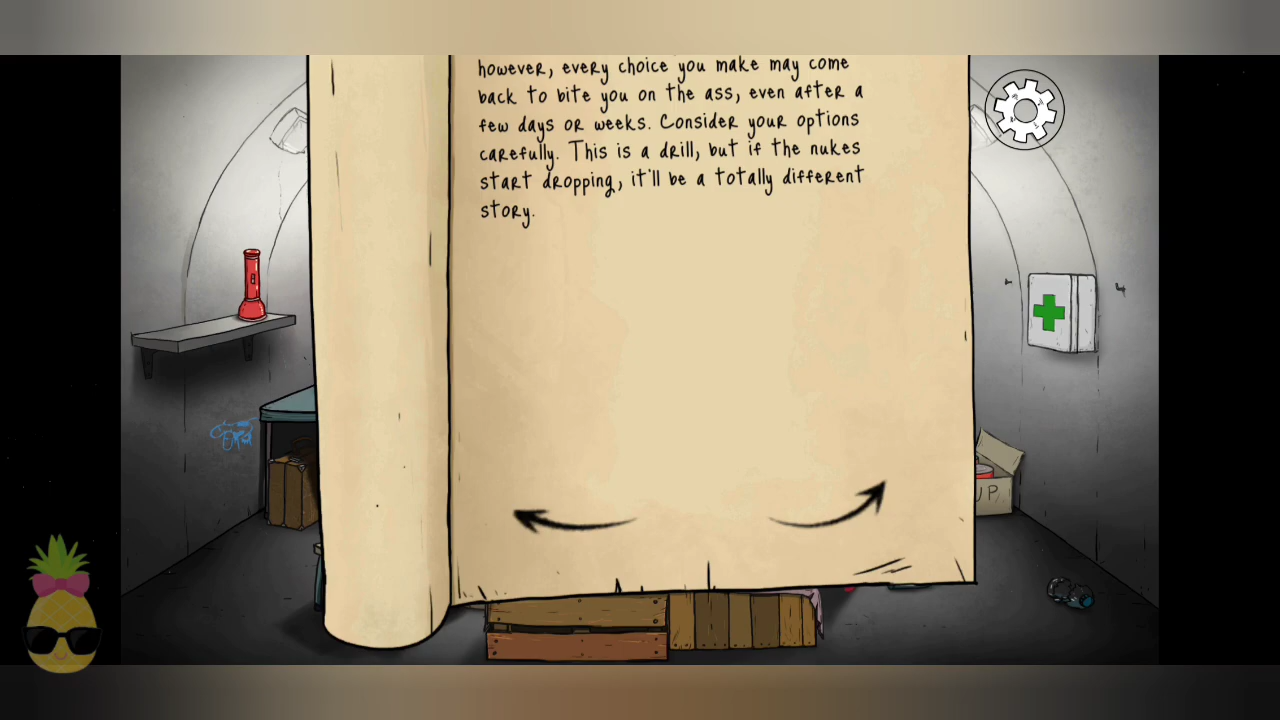 however, every choice you make may come
back to bite you on the ass, even after a
few days or weeks. Consider your options
carefully. This is a drill, but if the nukes
start dropping, it'll be a totally different
story.
UP